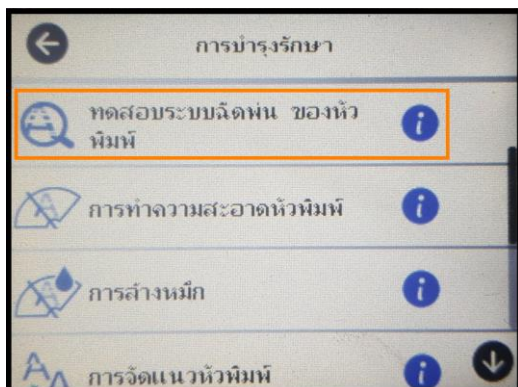 การบำรุงรักษา
ทดสอบระบบฉีดพ่น ของหัว
พิมพ์
การทำความสะอาดหัวพิมพ์
การล้างหมึก
การจัดแนวหัวพิมพ์